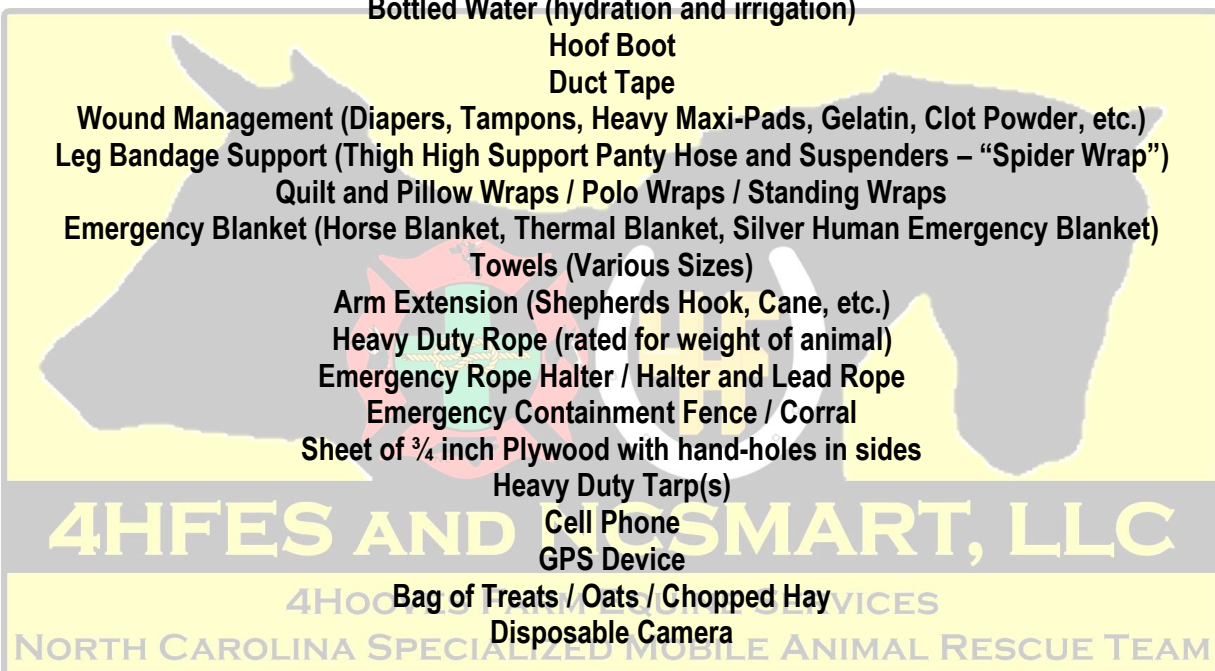 Bottled Water (hydration and irrigation)
Hoof Boot
Duct Tape
Wound Management (Diapers, Tampons, Heavy Maxi-Pads, Gelatin, Clot Powder, etc.)
Leg Bandage Support (Thigh High Support Panty Hose and Suspenders – “Spider Wrap”)
Quilt and Pillow Wraps / Polo Wraps / Standing Wraps
Emergency Blanket (Horse Blanket, Thermal Blanket, Silver Human Emergency Blanket)
Towels (Various Sizes)
Arm Extension (Shepherds Hook, Cane, etc.)
Heavy Duty Rope (rated for weight of animal)
Emergency Rope Halter / Halter and Lead Rope
Emergency Containment Fence / Corral
Sheet of ¾ inch Plywood with hand-holes in sides
Heavy Duty Tarp(s)
4HFES AND NCSMART, LLC
Cell Phone
GPS Device
Bag of Treats / Oats / Chopped Hay
4HOOVES FARM EQUINE SERVICES
Disposable Camera
NORTH CAROLINA SPECIALIZED MOBILE ANIMAL RESCUE TEAM